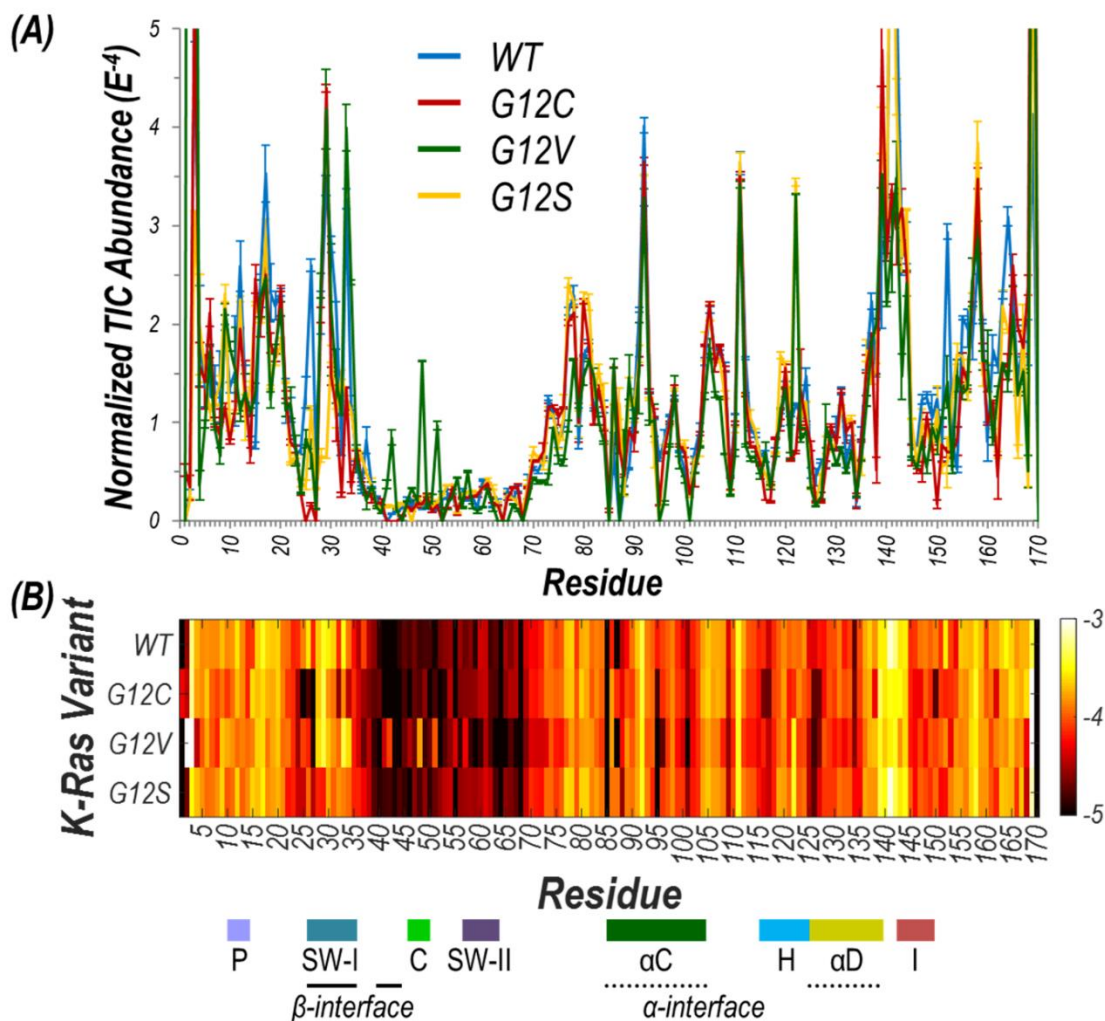 (A)
Normalized TIC Abundance (E⁻⁴)
5
4
3
2
1
0
WT
G12C
G12V
G12S
0 10 20 30 40 50 60 70 80 90 100 110 120 130 140 150 160 170
Residue
(B)
K-Ras Variant
WT
G12C
G12V
G12S
-3
-4
-5
5 10 15 20 25 30 35 40 45 50 55 60 65 70 75 80 85 90 95 100 105 110 115 120 125 130 135 140 145 150 155 160 165 170
Residue
P SW-I C SW-II αC H αD I
β-interface α-interface